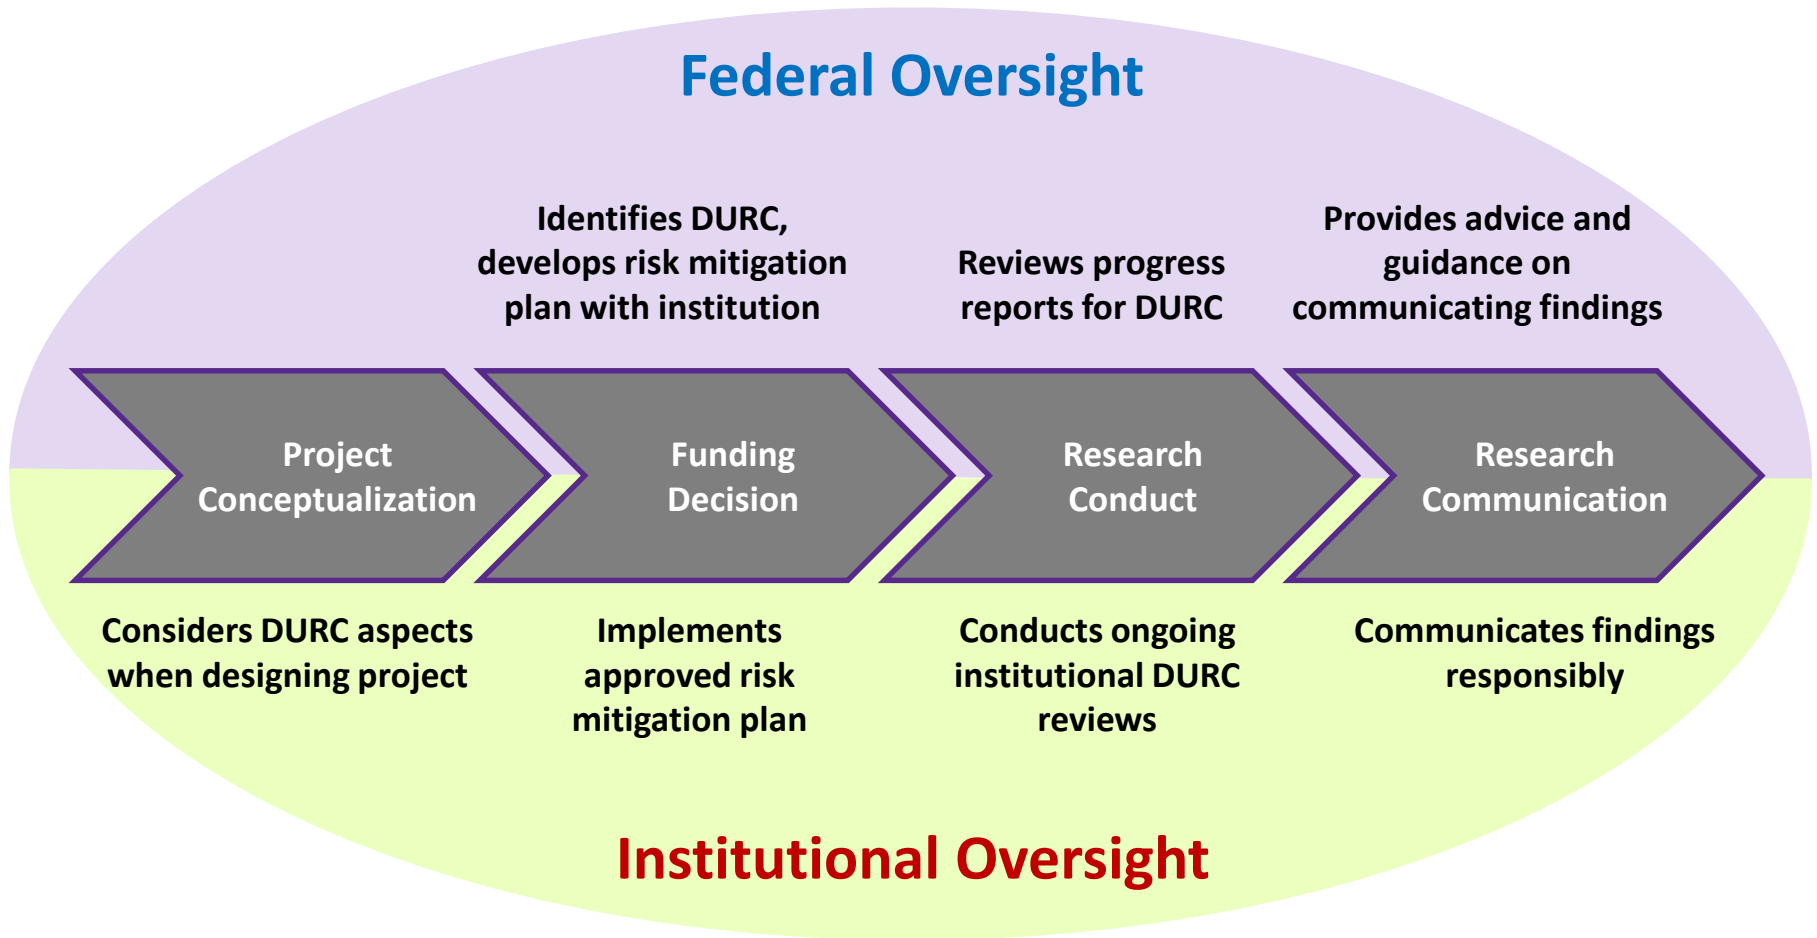 Federal Oversight
Identifies DURC,
develops risk mitigation
plan with institution
Reviews progress
reports for DURC
Provides advice and
guidance on
communicating findings
Project
Conceptualization
Funding
Decision
Research
Conduct
Research
Communication
Considers DURC aspects
when designing project
Implements
approved risk
mitigation plan
Conducts ongoing
institutional DURC
reviews
Communicates findings
responsibly
Institutional Oversight